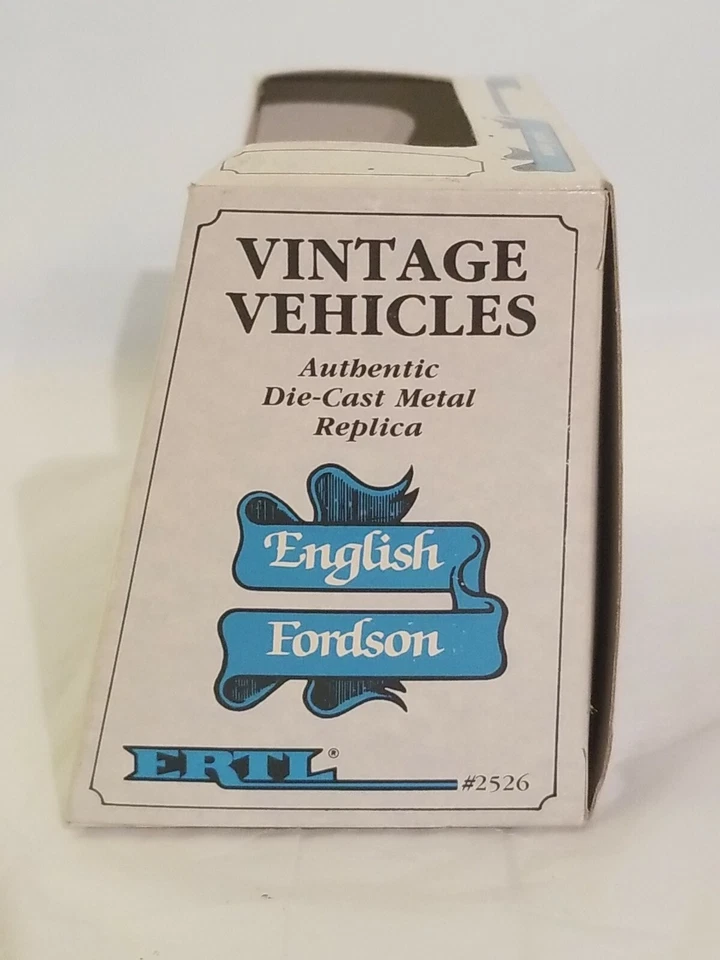 VINTAGE
VEHICLES
Authentic
Die-Cast Metal
Replica
English
Fordson
ERTL®
#2526